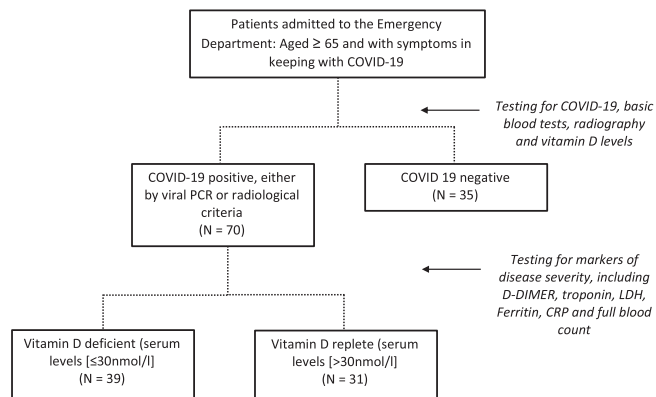 Patients admitted to the Emergency
Department: Aged ≥ 65 and with symptoms in
keeping with COVID-19
Testing for COVID-19, basic
blood tests, radiography
and vitamin D levels
COVID-19 positive, either
by viral PCR or radiological
criteria
(N = 70)
COVID 19 negative
(N = 35)
Testing for markers of
disease severity, including
D-DIMER, troponin, LDH,
Ferritin, CRP and full blood
count
Vitamin D deficient (serum
levels [≤30nmol/l]
(N = 39)
Vitamin D replete (serum
levels [>30nmol/l]
(N = 31)